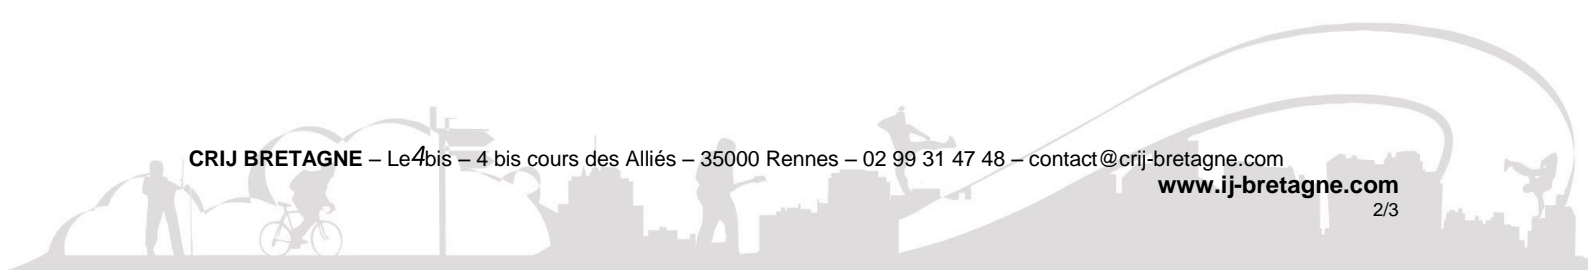 CRIJ BRETAGNE – Le4bis – 4 bis cours des Alliés – 35000 Rennes – 02 99 31 47 48 – contact@crij-bretagne.com
www.ij-bretagne.com
2/3